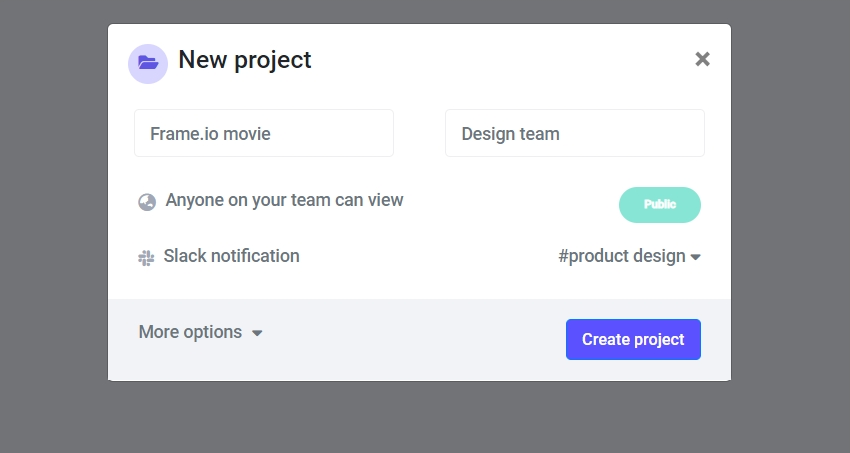 New project
Frame.io movie
Design team
Anyone on your team can view
Public
Slack notification
#product design
More options
Create project